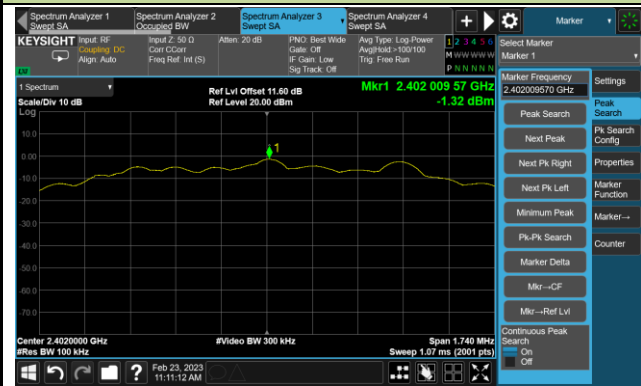 Spectrum Analyzer 1
Swept SA
Spectrum Analyzer 2
Occupied BW
Spectrum Analyzer 3
Swept SA
Spectrum Analyzer 4
Swept SA
Marker
KEYSIGHT
Input: RF
Coupling: DC
Align: Auto
Input Z: 50 Ω
Corr CCorr
Freq Ref: Int (S)
Atten: 20 dB
PNO: Best Wide
Gate: Off
IF Gain: Low
Sig Track: Off
Avg Type: Log-Power
Avg|Hold:>100/100
Trig: Free Run
1 2 3 4 5 6
M W W W W W
P N N N N N
LXI
Select Marker
Marker 1
1 Spectrum
Scale/Div 10 dB
Log
Ref Lvl Offset 11.60 dB
Ref Level 20.00 dBm
Mkr1 2.402 009 57 GHz
-1.32 dBm
10.0
0.00
-10.0
-20.0
-30.0
-40.0
-50.0
-60.0
-70.0
1
Center 2.4020000 GHz
#Res BW 100 kHz
#Video BW 300 kHz
Span 1.740 MHz
Sweep 1.07 ms (2001 pts)
Marker Frequency
2.402009570 GHz
Peak Search
Next Peak
Next Pk Right
Next Pk Left
Minimum Peak
Pk-Pk Search
Marker Delta
Mkr→CF
Mkr→Ref Lvl
Continuous Peak
Search
On
Off
Settings
Peak
Search
Pk Search
Config
Properties
Marker
Function
Marker→
Counter
?
Feb 23, 2023
11:11:12 AM